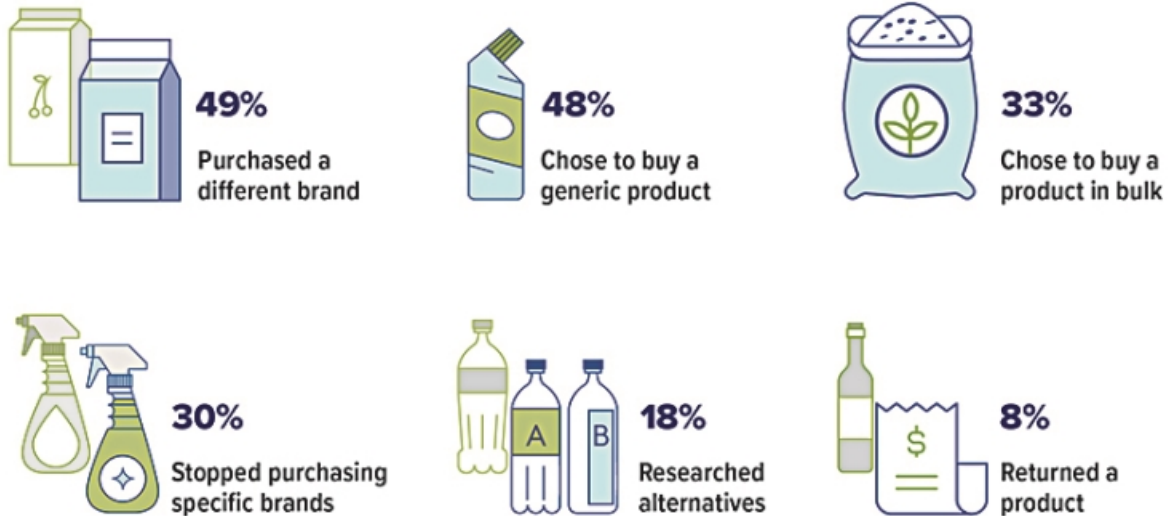 49%
Purchased a
different brand
48%
Chose to buy a
generic product
33%
Chose to buy a
product in bulk
30%
Stopped purchasing
specific brands
A
B
18%
Researched
alternatives
$
8%
Returned a
product